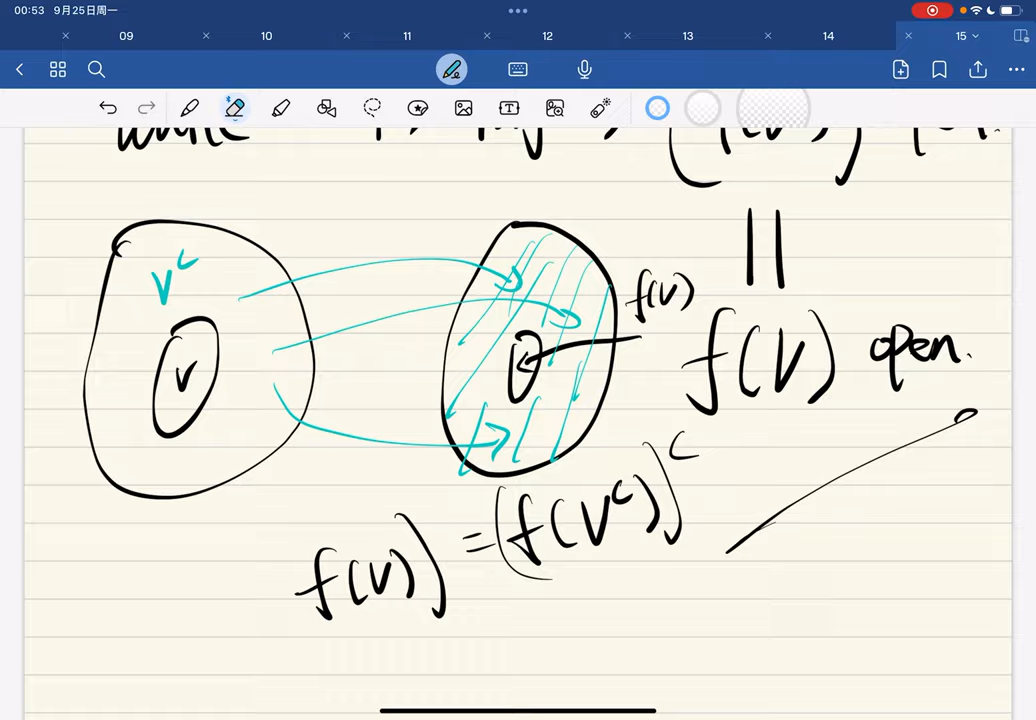 00:53 9月25日周一
09 10 11 12 13 14 15
V^c
V
f(V)
f(V) open.
f(V)] = (f(V^c)]^c